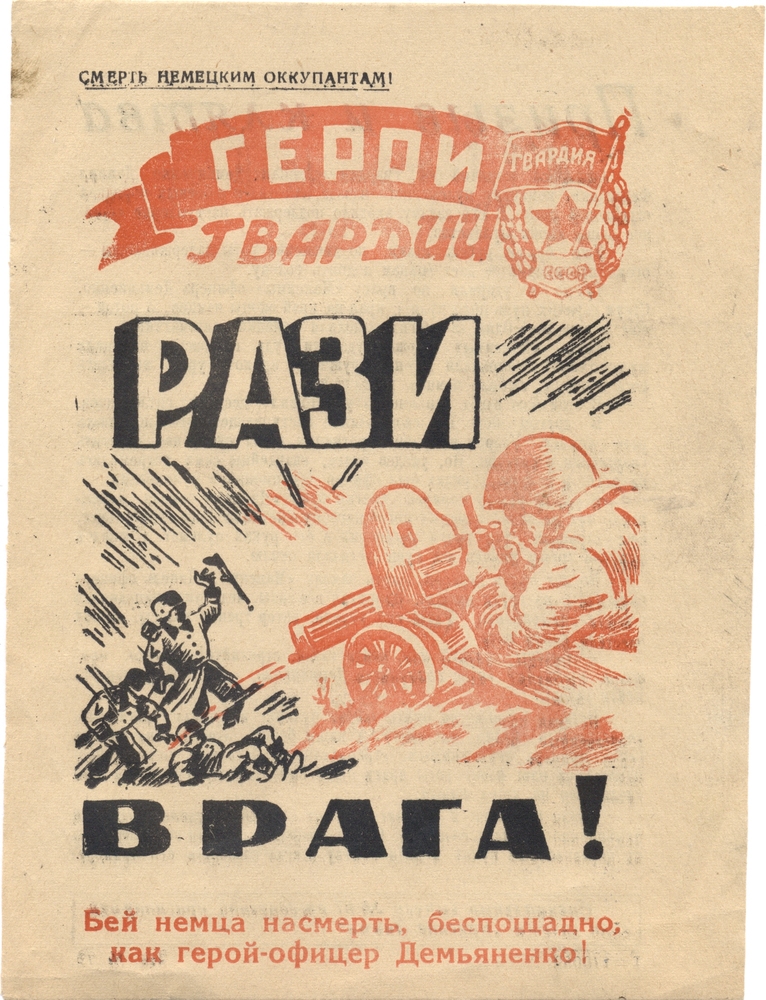 СМЕРТЬ НЕМЕЦКИМ ОККУПАНТАМ!
ГЕРОИ
ГВАРДИИ
ГВАРДИЯ
СССР
РАЗИ
ВРАГА!
Бей немца насмерть, беспощадно,
как герой-офицер Демьяненко!